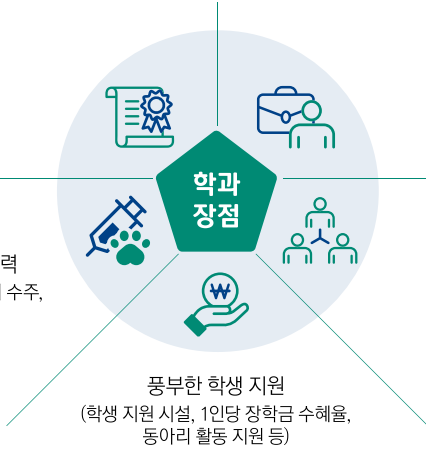 학과
장점
력
수주,
풍부한 학생 지원
(학생 지원 시설, 1인당 장학금 수혜율,
동아리 활동 지원 등)